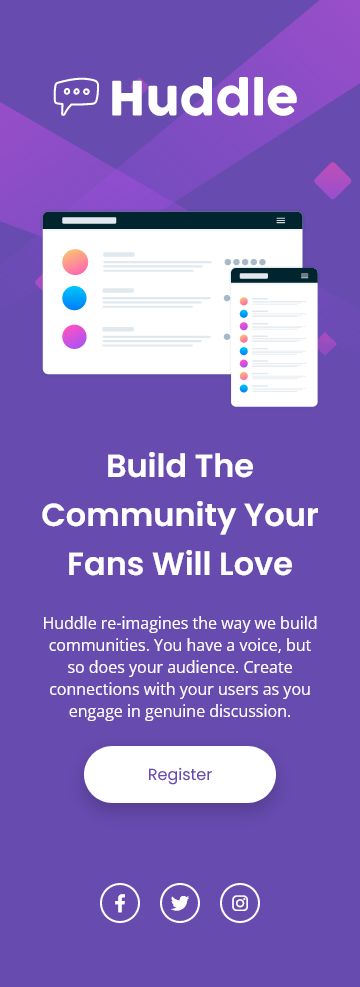 Huddle
Build The
Community Your
Fans Will Love
Huddle re-imagines the way we build
communities. You have a voice, but
so does your audience. Create
connections with your users as you
engage in genuine discussion.
Register